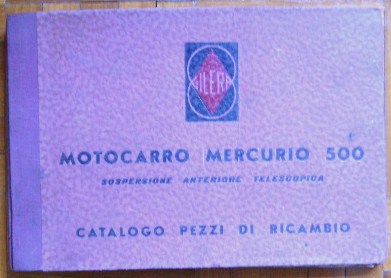 GILERA
MOTOCARRO MERCURIO 500
SOSPENSIONE ANTERIORE TELESCOPICA
CATALOGO PEZZI DI RICAMBIO